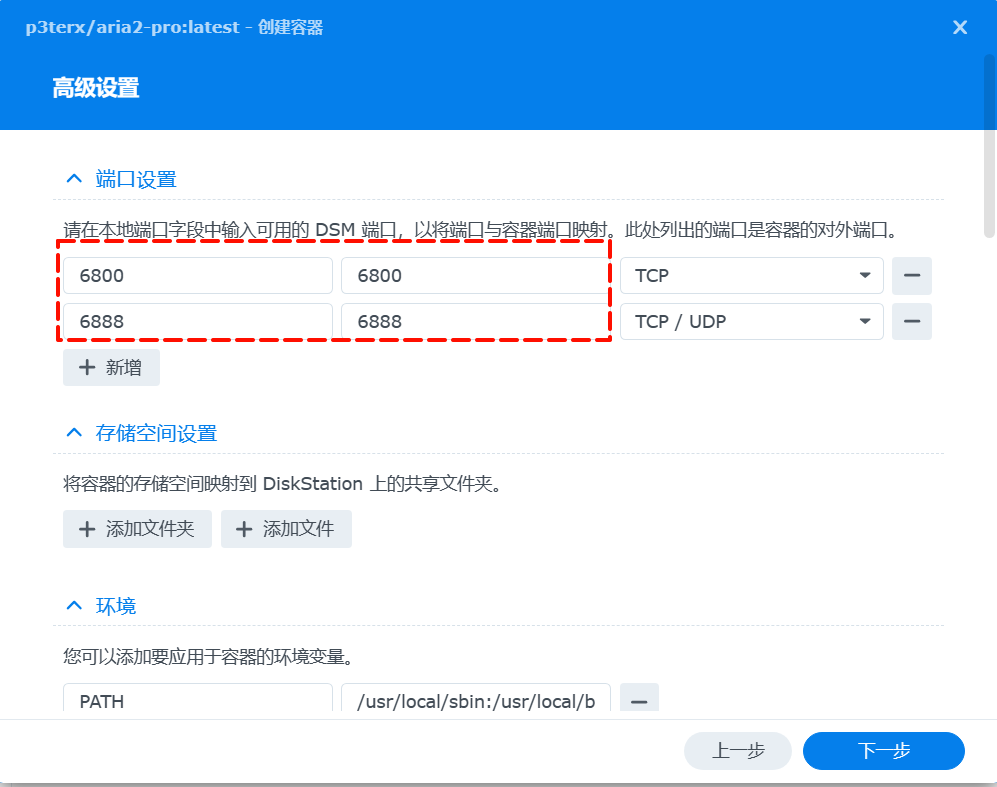 p3terx/aria2-pro:latest - 创建容器
高级设置
端口设置
请在本地端口字段中输入可用的 DSM 端口，以将端口与容器端口映射。此处列出的端口是容器的对外端口。
6800 6800 TCP
6888 6888 TCP / UDP
新增
存储空间设置
将容器的存储空间映射到 DiskStation 上的共享文件夹。
添加文件夹 添加文件
环境
您可以添加要应用于容器的环境变量。
PATH /usr/local/sbin:/usr/local/b
上一步 下一步